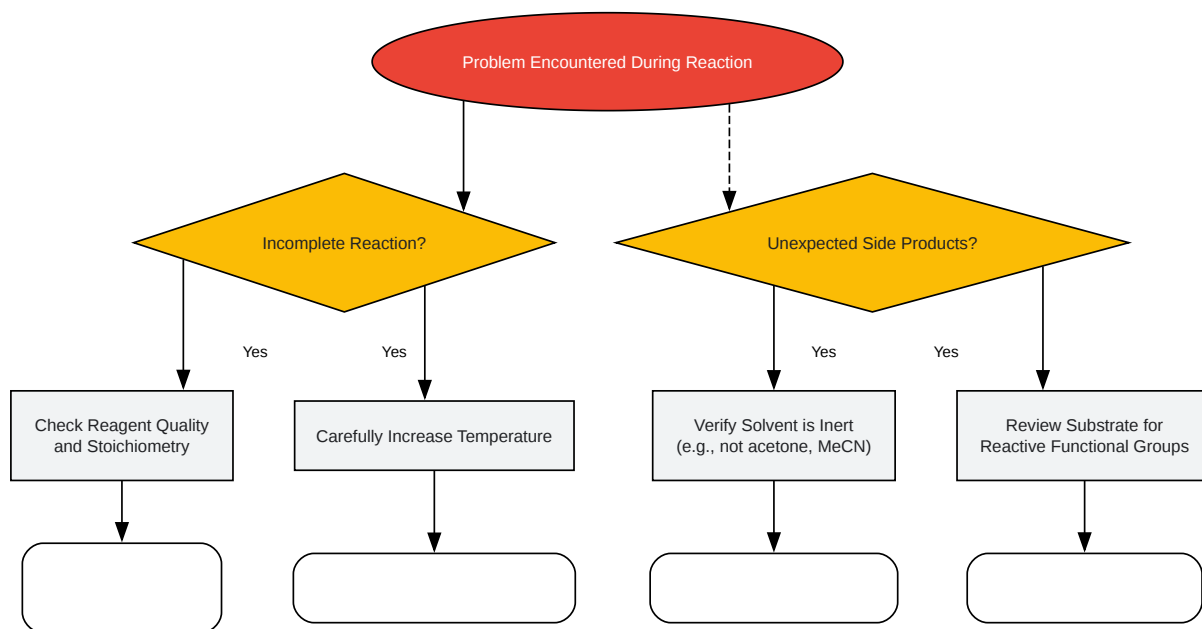 Problem Encountered During Reaction
Incomplete Reaction?
Unexpected Side Products?
Yes
Yes
Yes
Yes
Check Reagent Quality
and Stoichiometry
Carefully Increase Temperature
Verify Solvent is Inert
(e.g., not acetone, MeCN)
Review Substrate for
Reactive Functional Groups